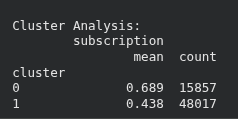 Cluster Analysis:
subscription
mean count
cluster
0 0.689 15857
1 0.438 48017